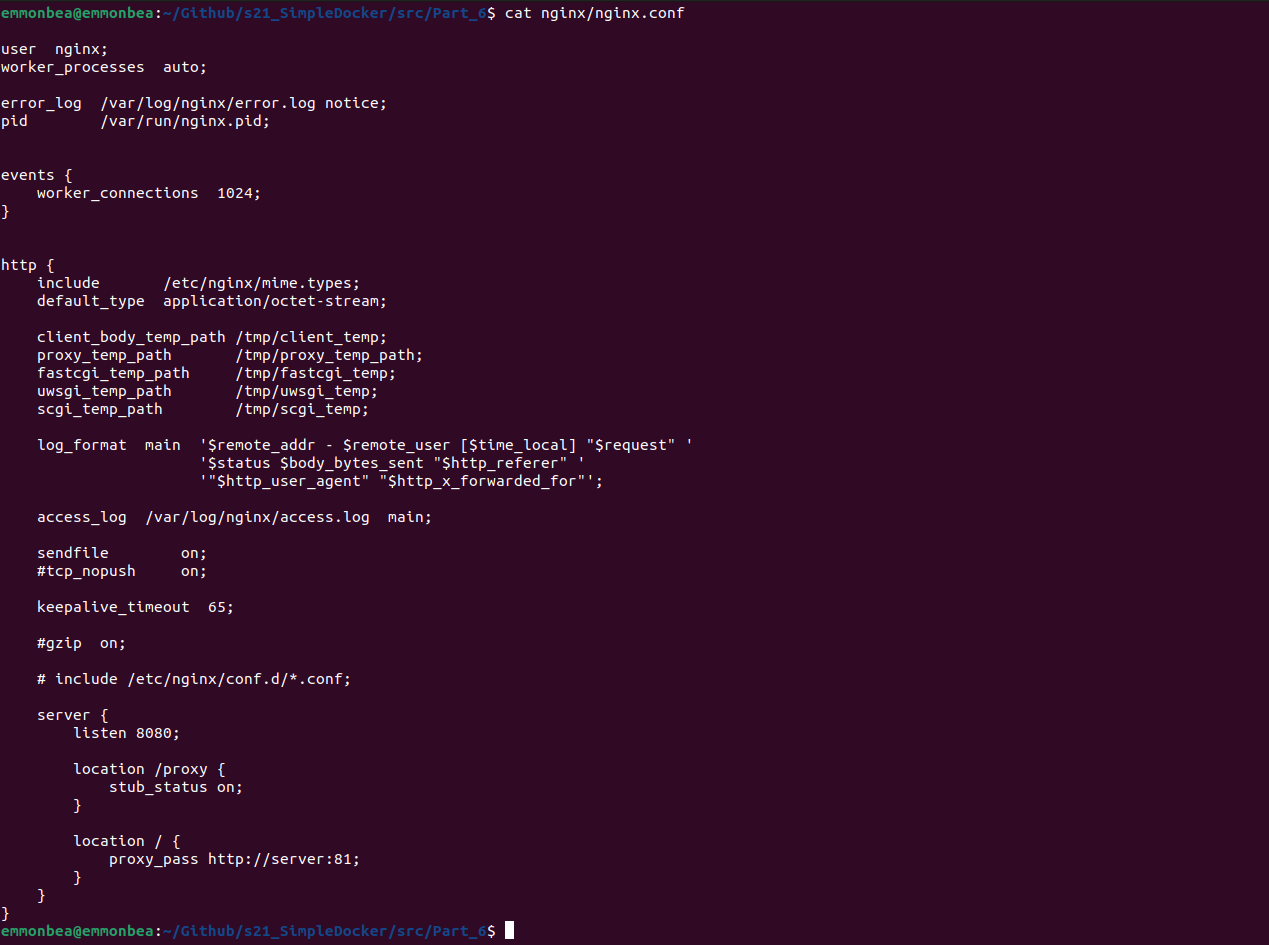 emmonbea@emmonbea:~/Github/s21_SimpleDocker/src/Part_6$ cat nginx/nginx.conf

user  nginx;
worker_processes  auto;

error_log  /var/log/nginx/error.log notice;
pid        /var/run/nginx.pid;


events {
    worker_connections  1024;
}


http {
    include       /etc/nginx/mime.types;
    default_type  application/octet-stream;

    client_body_temp_path /tmp/client_temp;
    proxy_temp_path       /tmp/proxy_temp_path;
    fastcgi_temp_path     /tmp/fastcgi_temp;
    uwsgi_temp_path       /tmp/uwsgi_temp;
    scgi_temp_path        /tmp/scgi_temp;

    log_format  main  '$remote_addr - $remote_user [$time_local] "$request" '
                      '$status $body_bytes_sent "$http_referer" '
                      '"$http_user_agent" "$http_x_forwarded_for"';

    access_log  /var/log/nginx/access.log  main;

    sendfile        on;
    #tcp_nopush     on;

    keepalive_timeout  65;

    #gzip  on;

    # include /etc/nginx/conf.d/*.conf;

    server {
        listen 8080;

        location /proxy {
            stub_status on;
        }

        location / {
            proxy_pass http://server:81;
        }
    }
}
emmonbea@emmonbea:~/Github/s21_SimpleDocker/src/Part_6$